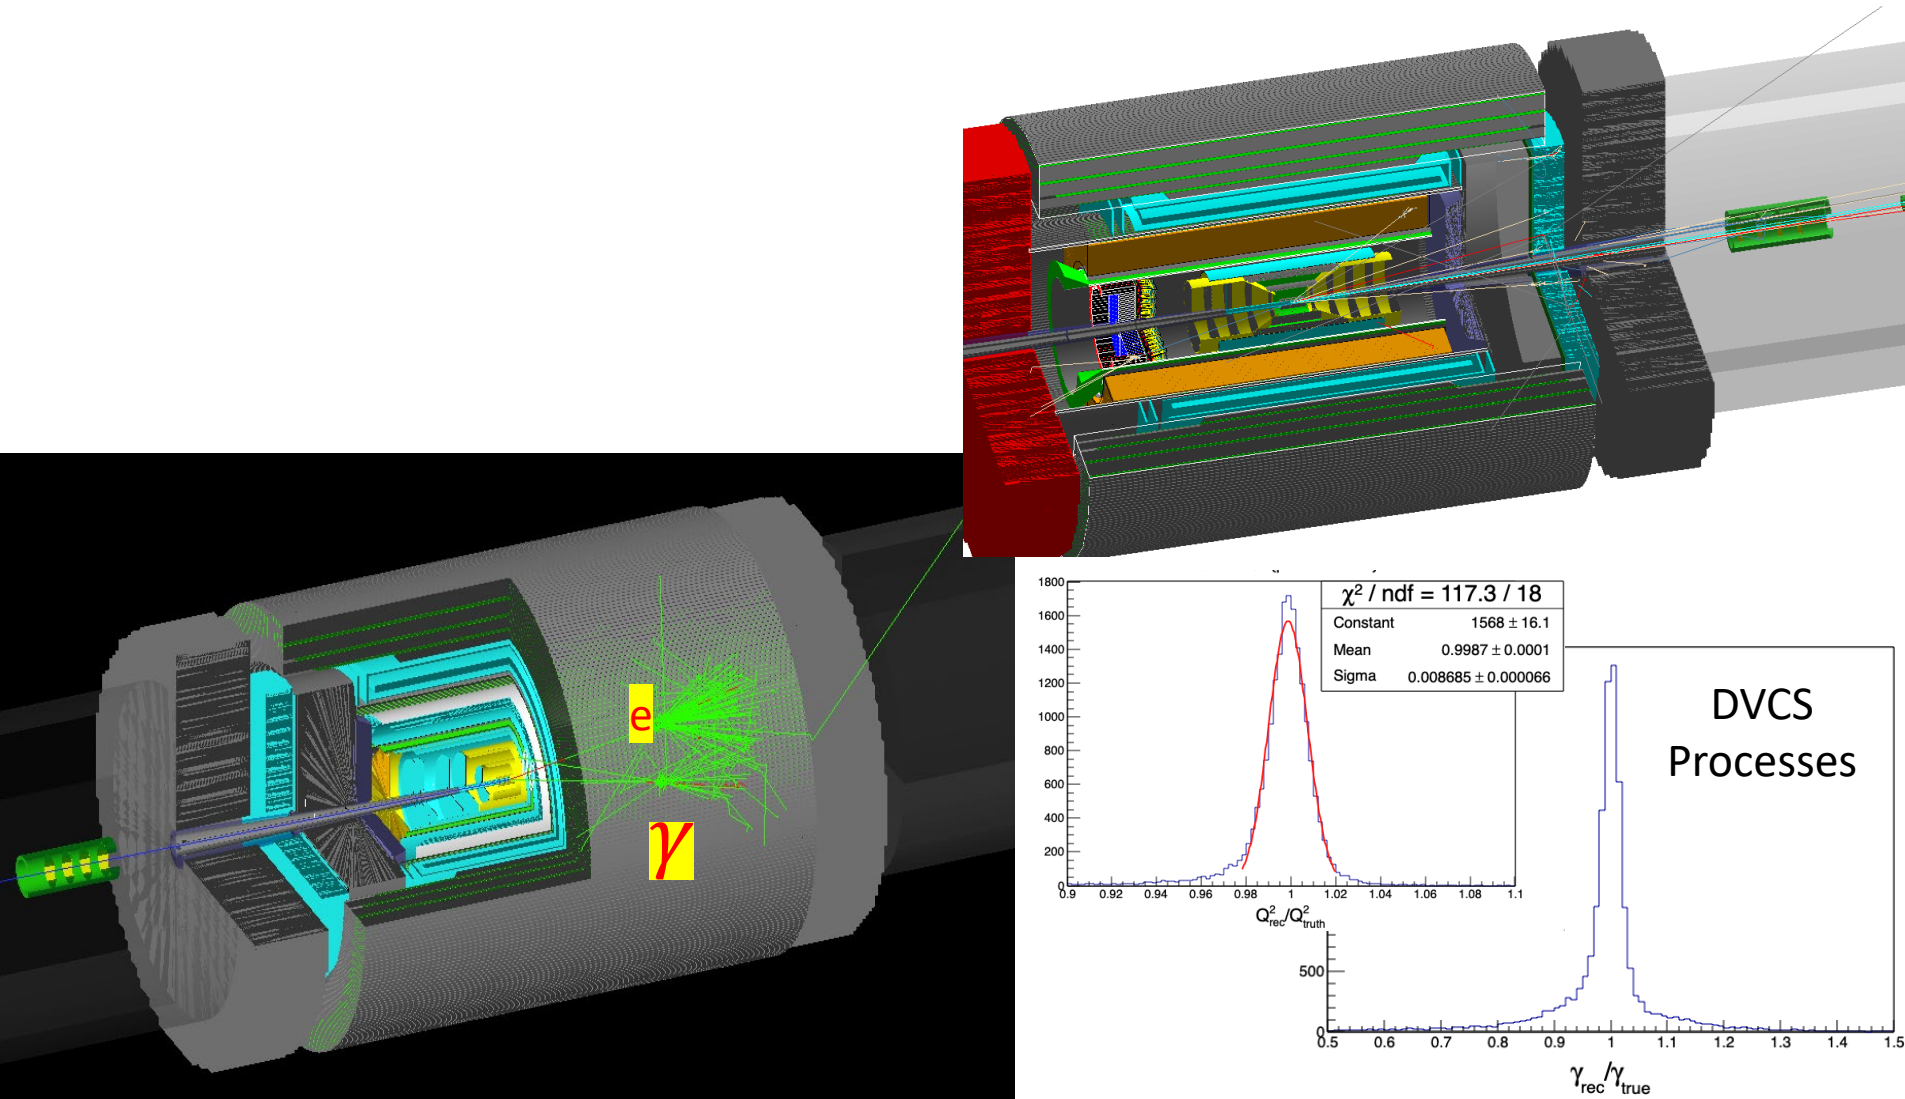 e
γ
χ² / ndf = 117.3 / 18
Constant 1568 ± 16.1
Mean 0.9987 ± 0.0001
Sigma 0.008685 ± 0.000066
1800
1600
1400
1200
1000
800
600
400
200
0
0.9 0.92 0.94 0.96 0.98 1 1.02 1.04 1.06 1.08 1.1
Q²rec/Q²truth
DVCS
Processes
500
0
0.5 0.6 0.7 0.8 0.9 1 1.1 1.2 1.3 1.4 1.5
γrec/γtrue